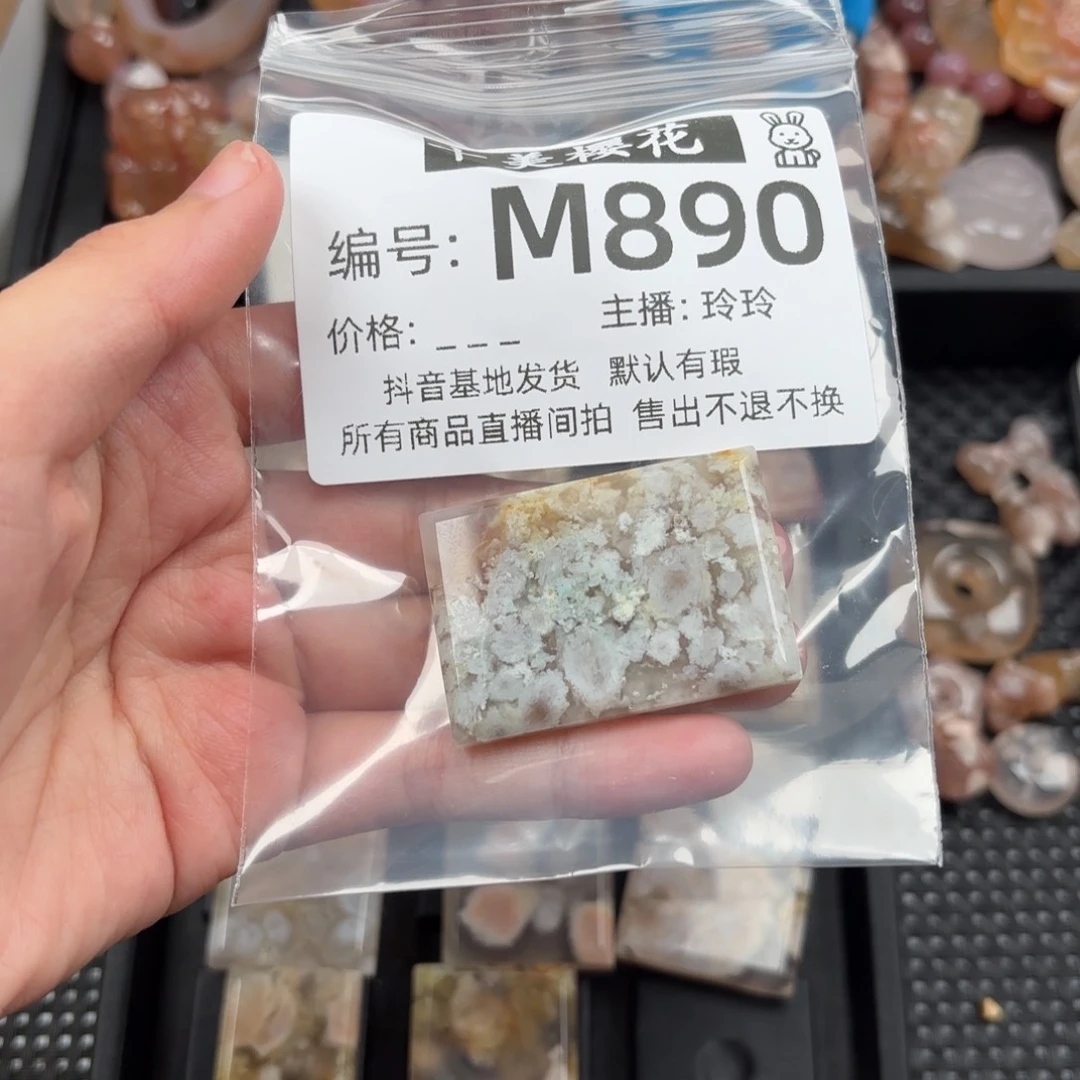 美樱花
编号: M890
价格: _ _ _ 主播: 玲玲
抖音基地发货 默认有瑕
所有商品直播间拍 售出不退不换